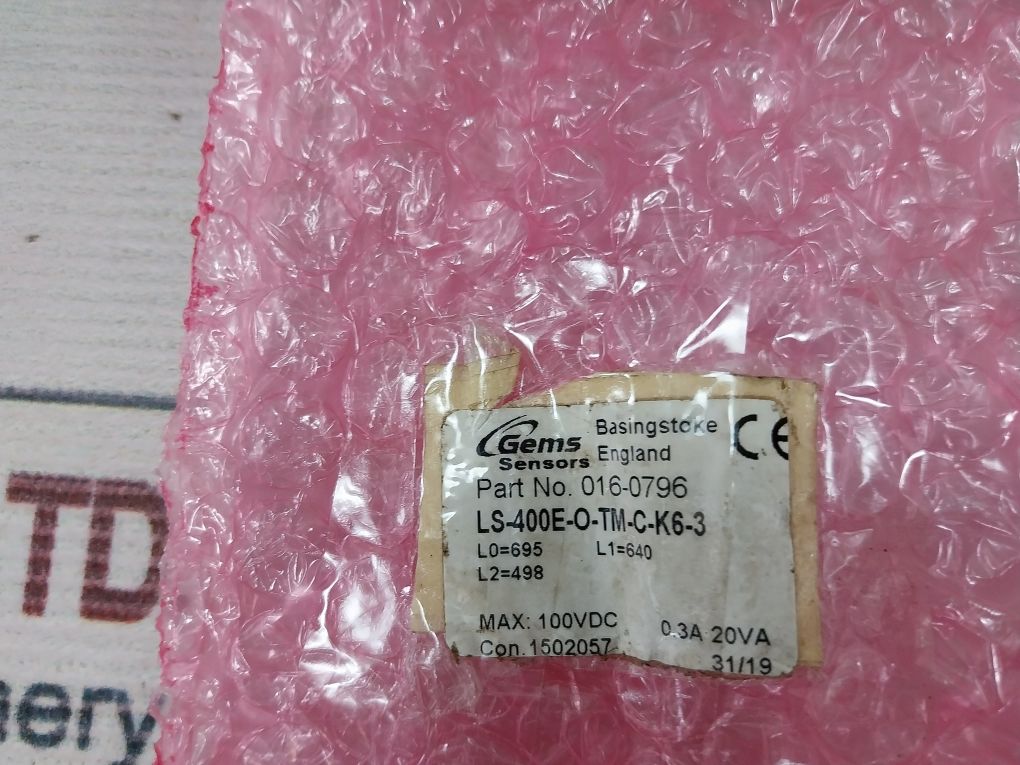 Gems
Sensors
Basingstoke
England
CE
Part No. 016-0796
LS-400E-O-TM-C-K6-3
L0=695 L1=640
L2=498
MAX: 100VDC 0.3A 20VA
Con.1502057
31/19
TD